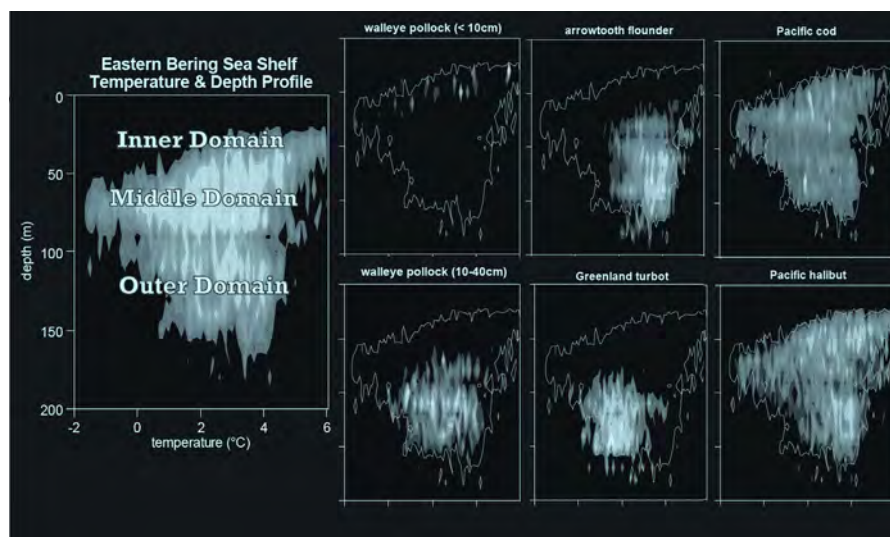 Eastern Bering Sea Shelf
Temperature & Depth Profile
0
50
100
150
200
depth (m)
Inner Domain
Middle Domain
Outer Domain
-2
0
2
4
6
temperature (°C)
walleye pollock (< 10cm)
arrowtooth flounder
Pacific cod
walleye pollock (10-40cm)
Greenland turbot
Pacific halibut